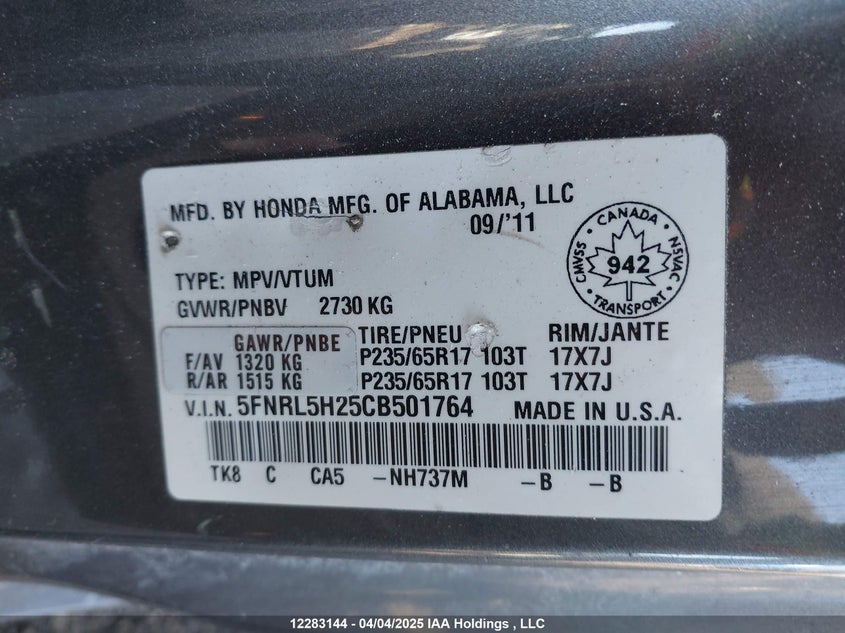 MFD. BY HONDA MFG. OF ALABAMA, LLC
09/'11
CMVSS CANADA NSVAC
942
TRANSPORT
TYPE: MPV/VTUM
GVWR/PNBV 2730 KG
GAWR/PNBE TIRE/PNEU RIM/JANTE
F/AV 1320 KG P235/65R17 103T 17X7J
R/AR 1515 KG P235/65R17 103T 17X7J
V.I.N. 5FNRL5H25CB501764 MADE IN U.S.A.
TK8 C CA5 -NH737M -B -B
12283144 - 04/04/2025 IAA Holdings , LLC